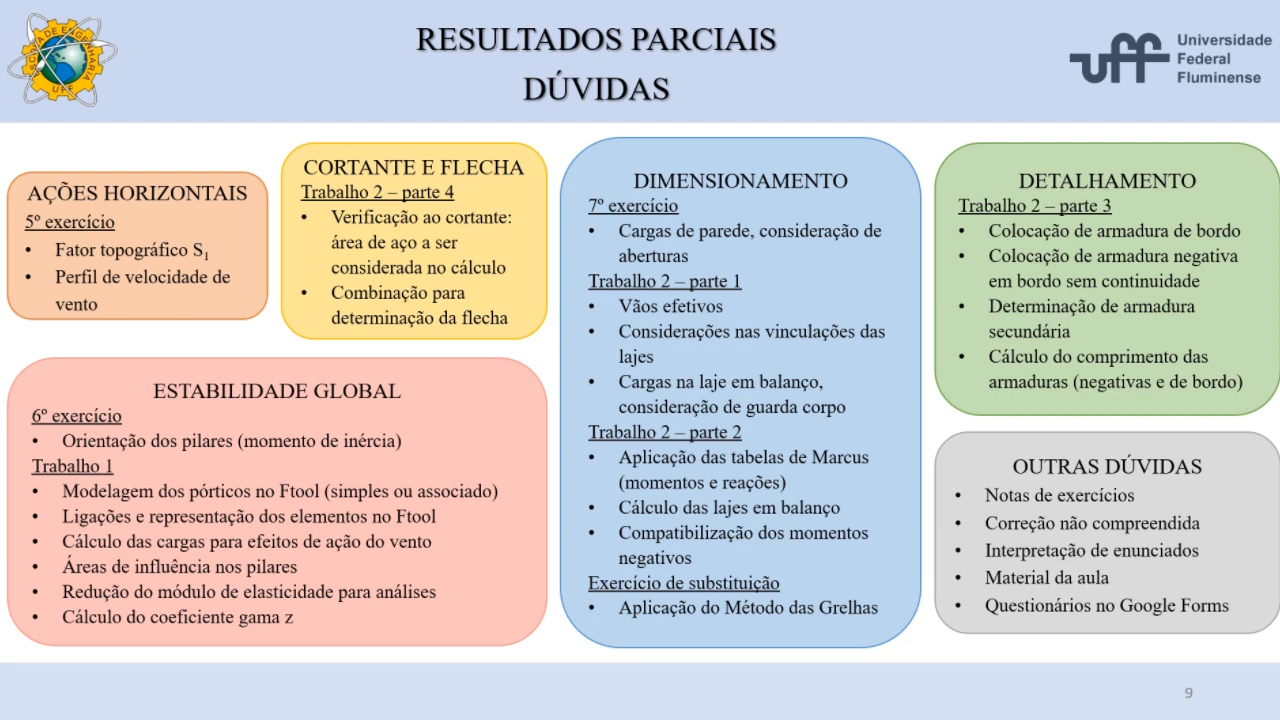 RESULTADOS PARCIAIS
DÚVIDAS
ESCOLA DE ENGENHARIA
UFF
uff
Universidade
Federal
Fluminense
AÇÕES HORIZONTAIS
5º exercício
• Fator topográfico S₁
• Perfil de velocidade de
vento
CORTANTE E FLECHA
Trabalho 2 – parte 4
• Verificação ao cortante:
área de aço a ser
considerada no cálculo
• Combinação para
determinação da flecha
ESTABILIDADE GLOBAL
6º exercício
• Orientação dos pilares (momento de inércia)
Trabalho 1
• Modelagem dos pórticos no Ftool (simples ou associado)
• Ligações e representação dos elementos no Ftool
• Cálculo das cargas para efeitos de ação do vento
• Áreas de influência nos pilares
• Redução do módulo de elasticidade para análises
• Cálculo do coeficiente gama z
DIMENSIONAMENTO
7º exercício
• Cargas de parede, consideração de
aberturas
Trabalho 2 – parte 1
• Vãos efetivos
• Considerações nas vinculações das
lajes
• Cargas na laje em balanço,
consideração de guarda corpo
Trabalho 2 – parte 2
• Aplicação das tabelas de Marcus
(momentos e reações)
• Cálculo das lajes em balanço
• Compatibilização dos momentos
negativos
Exercício de substituição
• Aplicação do Método das Grelhas
DETALHAMENTO
Trabalho 2 – parte 3
• Colocação de armadura de bordo
• Colocação de armadura negativa
em bordo sem continuidade
• Determinação de armadura
secundária
• Cálculo do comprimento das
armaduras (negativas e de bordo)
OUTRAS DÚVIDAS
• Notas de exercícios
• Correção não compreendida
• Interpretação de enunciados
• Material da aula
• Questionários no Google Forms
9